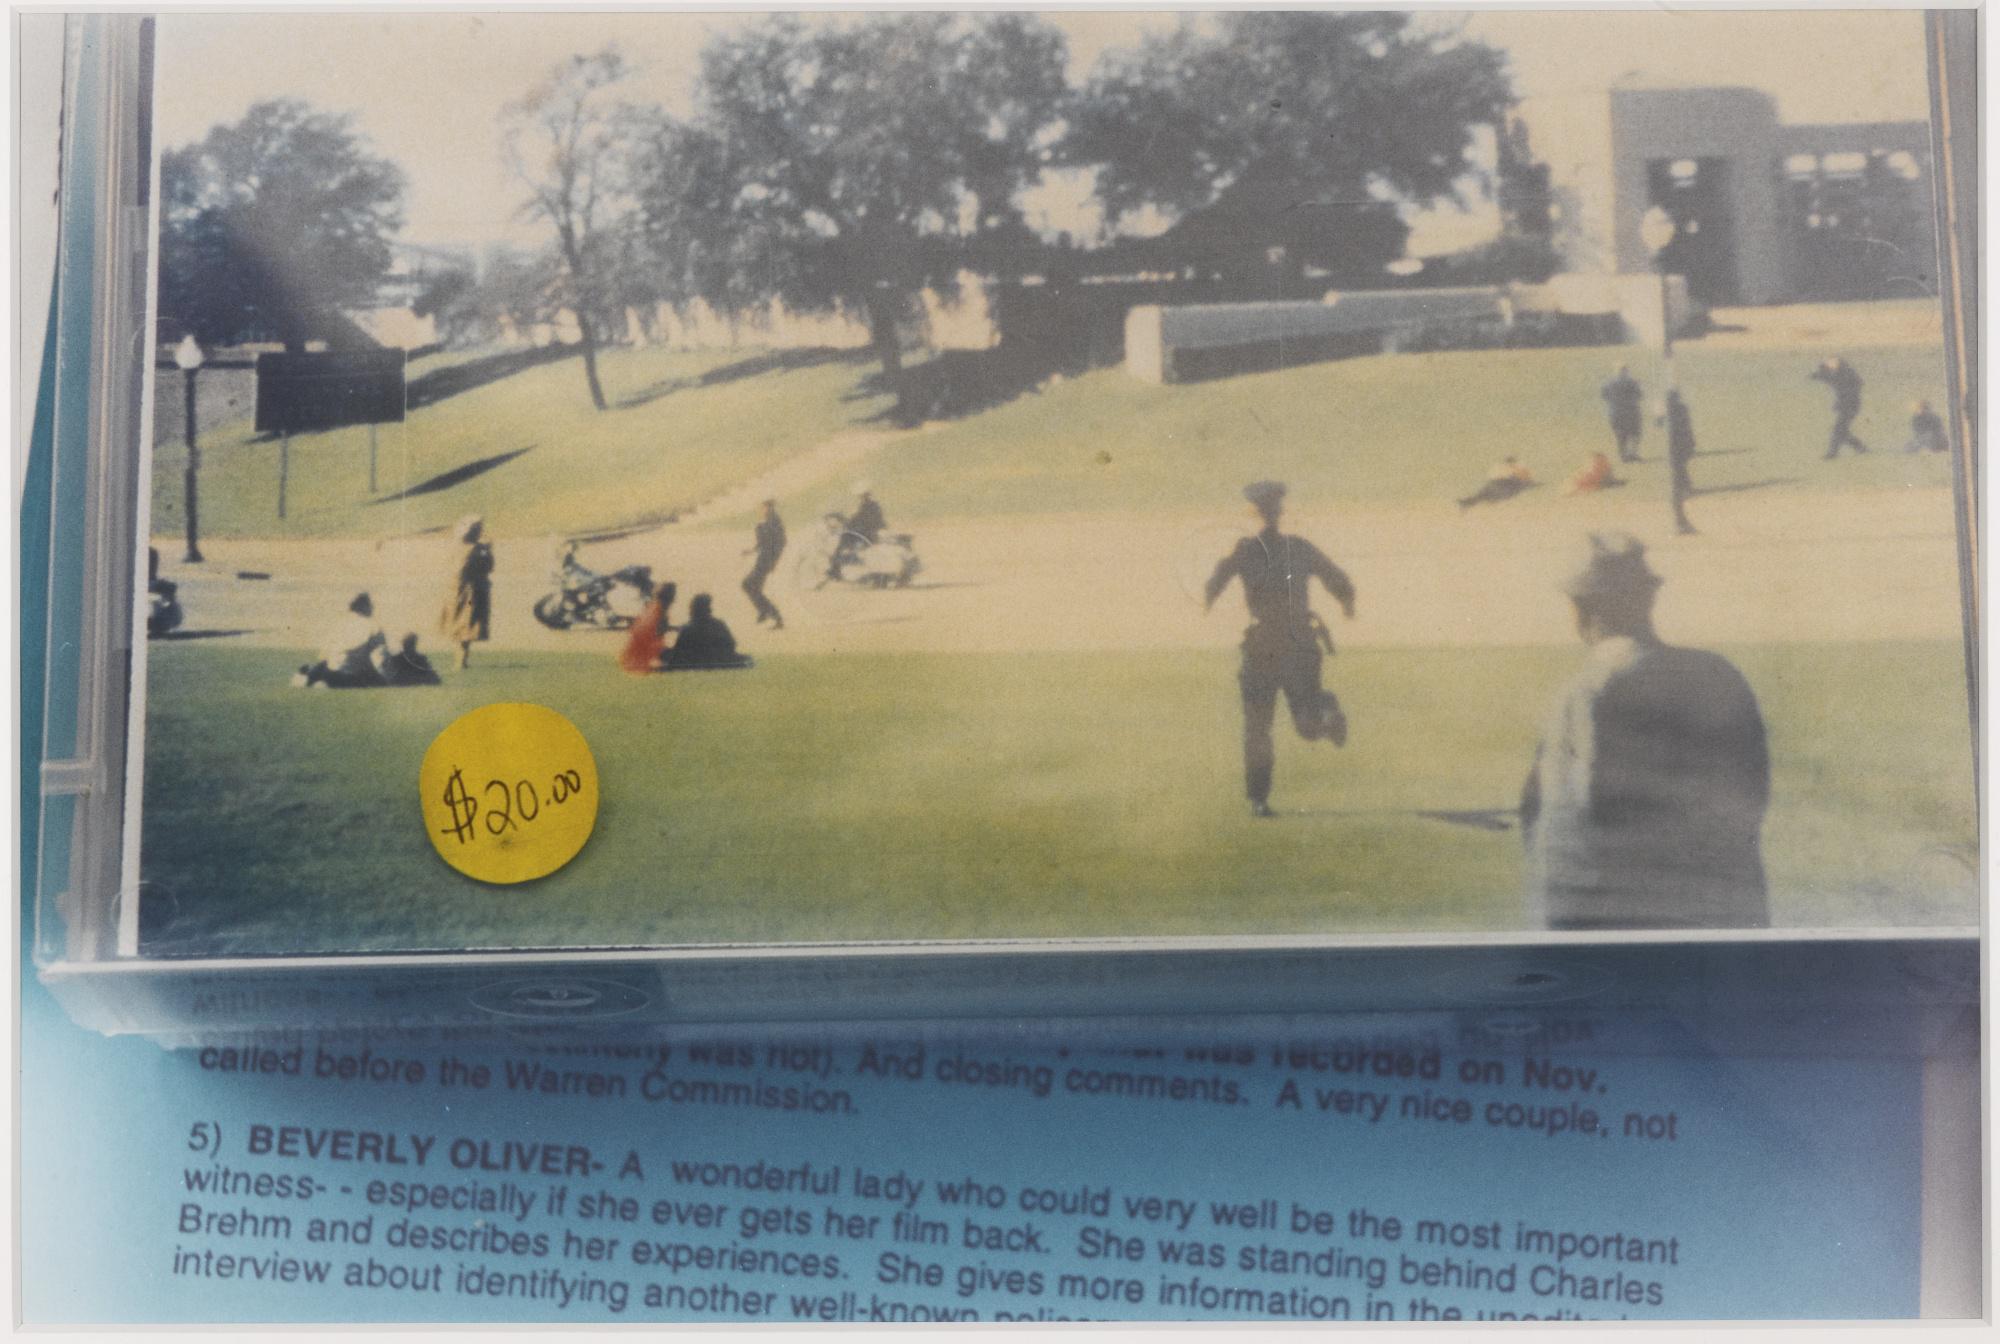 $20.00
was not). And closing comments. was recorded on Nov.
called before the Warren Commission. A very nice couple, not
5) BEVERLY OLIVER- A wonderful lady who could very well be the most important
witness- - especially if she ever gets her film back. She was standing behind Charles
Brehm and describes her experiences. She gives more information in the
interview about identifying another well-known